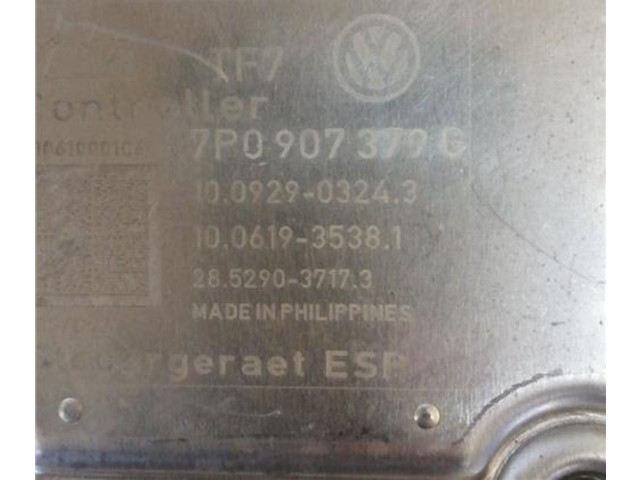 TF7
Controller
7P0 907 379 G
10.0929-0324.3
10.0619-3538.1
28.5290-3717.3
MADE IN PHILIPPINES
ESP